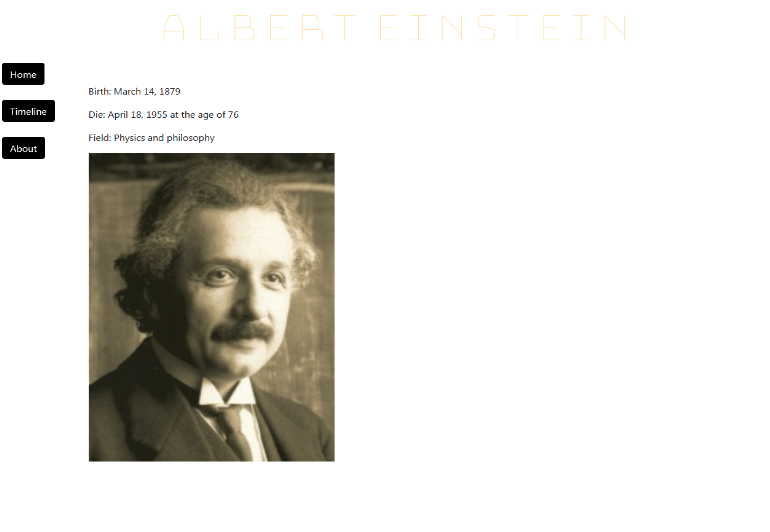 ALBERT EINSTEIN
Home
Timeline
About
Birth: March 14, 1879
Die: April 18, 1955 at the age of 76
Field: Physics and philosophy